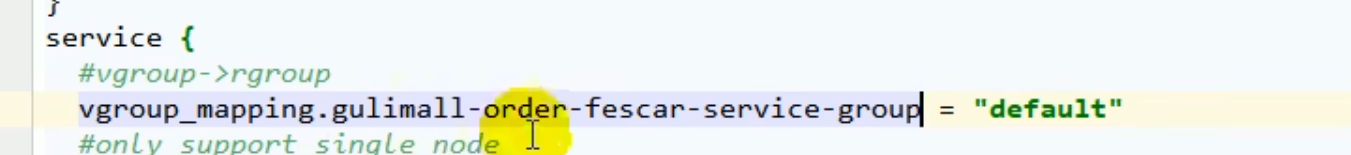 }
service {
#vgroup->rgroup
vgroup_mapping.gulimall-order-fescar-service-group = "default"
#only support single node